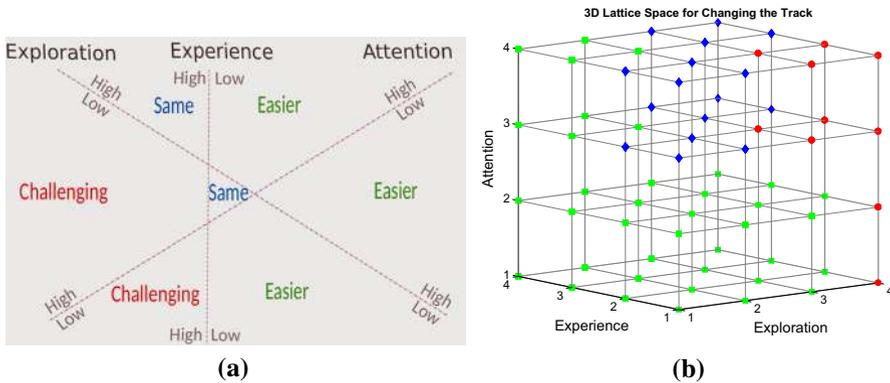 Exploration
Experience
Attention
High
Low
High Low
High
Low
Same
Easier
Challenging
Same
Easier
Challenging
Easier
High
Low
High Low
High
Low
(a)
3D Lattice Space for Changing the Track
Attention
4
3
2
1
4
3
2
1
Experience
1
2
3
4
Exploration
(b)